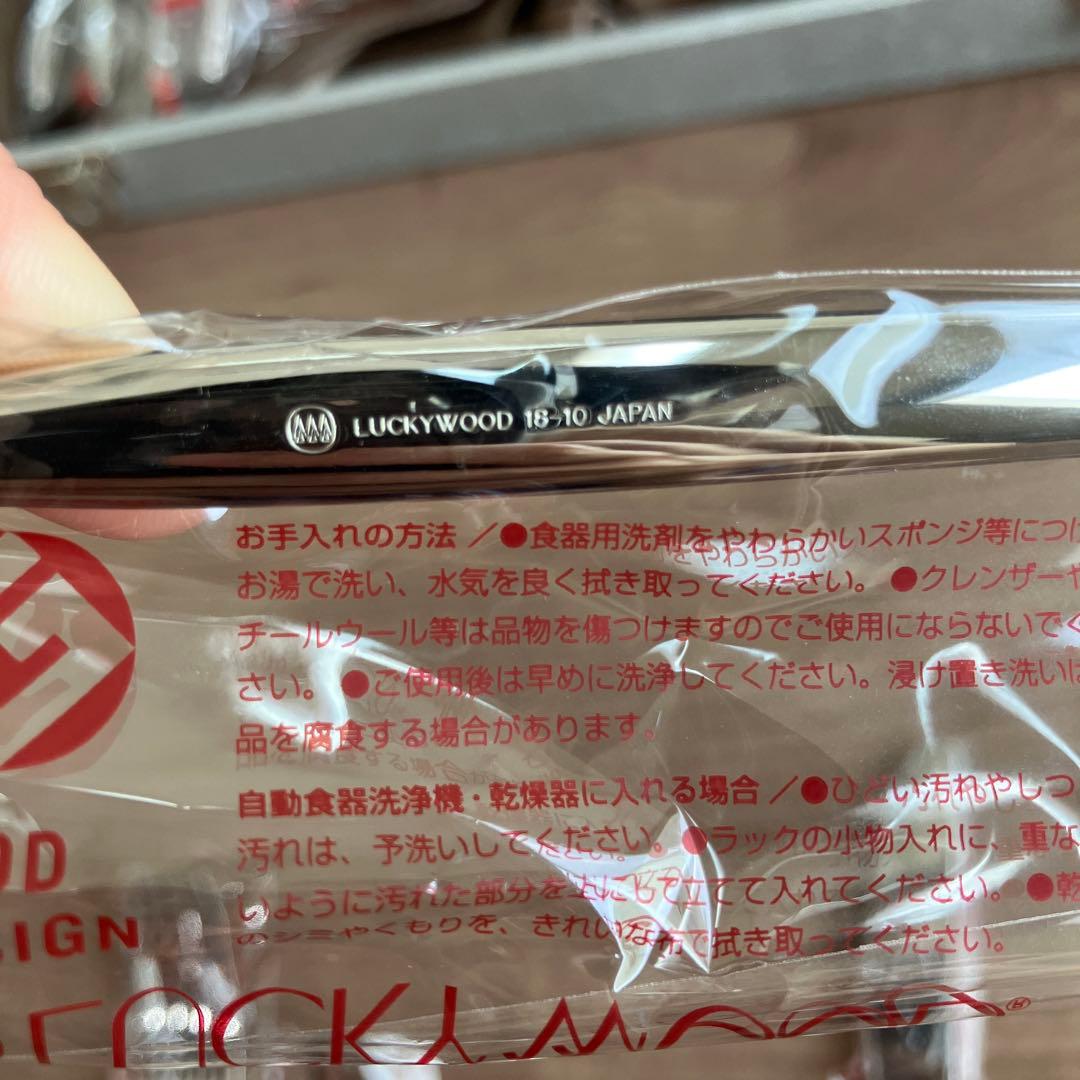 LUCKYWOOD 18-10 JAPAN
お手入れの方法／●食器用洗剤をやわらかいスポンジ等につけ
お湯で洗い、水気を良く拭き取ってください。●クレンザーや
チールウール等は品物を傷つけますのでご使用にならないでく
さい。●ご使用後は早めに洗浄してください。浸け置き洗いは
品を腐食する場合があります。
自動食器洗浄機・乾燥器に入れる場合／●ひどい汚れやしつ
汚れは、予洗いしてください。●ラックの小物入れに、重な
いように汚れた部分を上にして立てて入れてください。●乾
のシミやくもりを、きれいな布で拭き取ってください。
OD
SIGN
LUCKYWOOD®